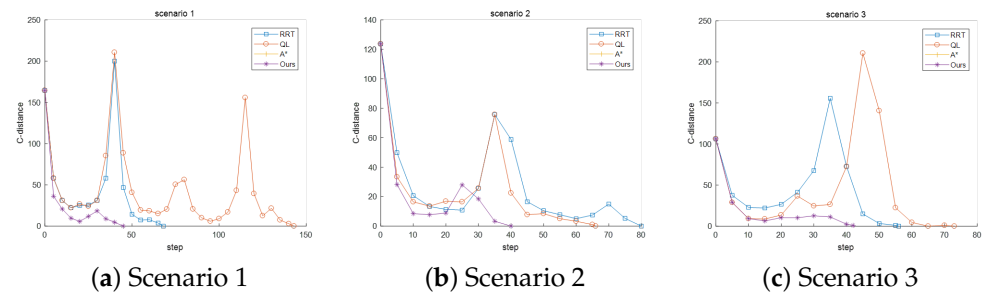 scenario 1
250
200
150
100
50
0
C-distance
0
50
100
150
step
RRT
QL
A*
Ours
(a) Scenario 1
scenario 2
140
120
100
80
60
40
20
0
C-distance
0
10
20
30
40
50
60
70
80
step
RRT
QL
A*
Ours
(b) Scenario 2
scenario 3
250
200
150
100
50
0
C-distance
0
10
20
30
40
50
60
70
80
step
RRT
QL
A*
Ours
(c) Scenario 3